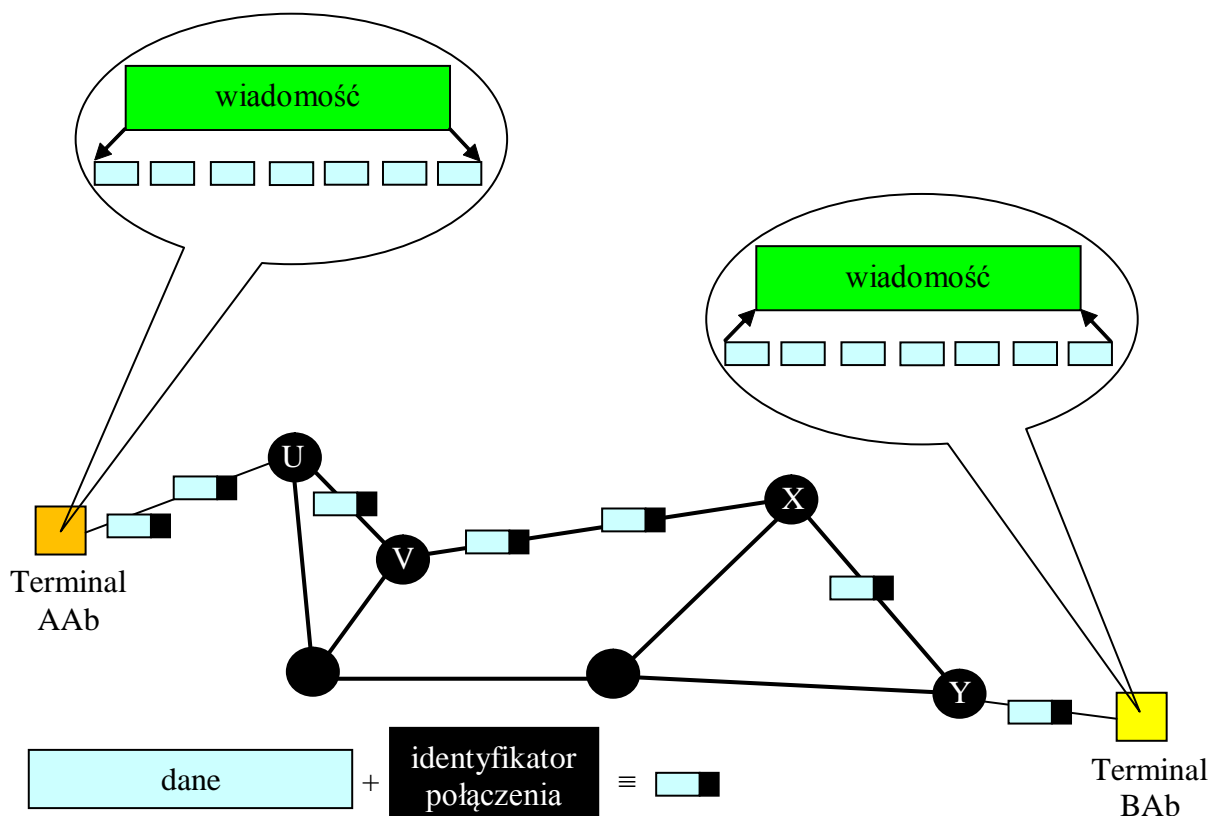 wiadomość
wiadomość
U
X
V
Terminal
AAb
Y
dane
+
identyfikator
połączenia
≡
Terminal
BAb